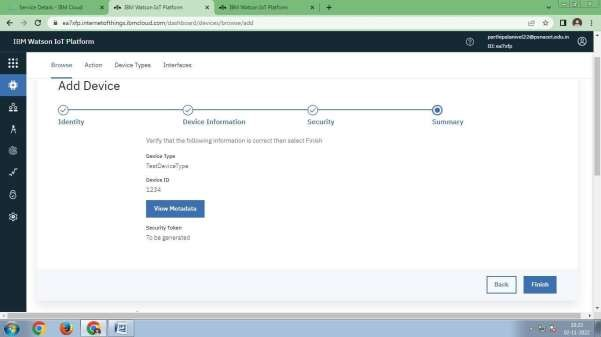 Service Details - IBM Cloud
IBM Watson IoT Platform
IBM Watson IoT Platform
ea7xfp.internetofthings.ibmcloud.com/dashboard/devices/browse/add
IBM Watson IoT Platform
ID: ea7xfp
Browse
Action
Device Types
Interfaces
Add Device
Identity
Device Information
Security
Summary
Verify that the following information is correct then select Finish
Device Type
TestDeviceType
Device ID
1234
View Metadata
Security Token
To be generated
Back
Finish
02-11-2022